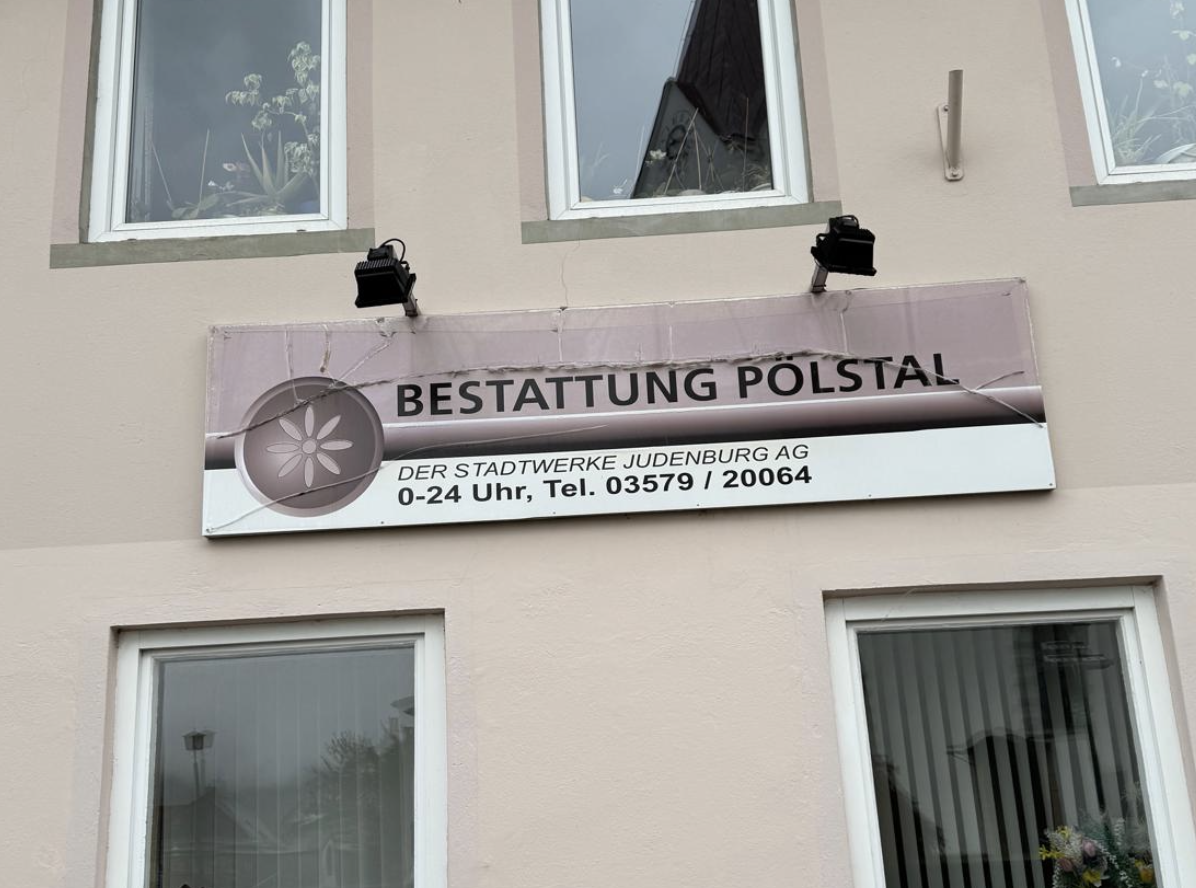 BESTATTUNG PÖLSTAL
DER STADTWERKE JUDENBURG AG
0-24 Uhr, Tel. 03579 / 20064